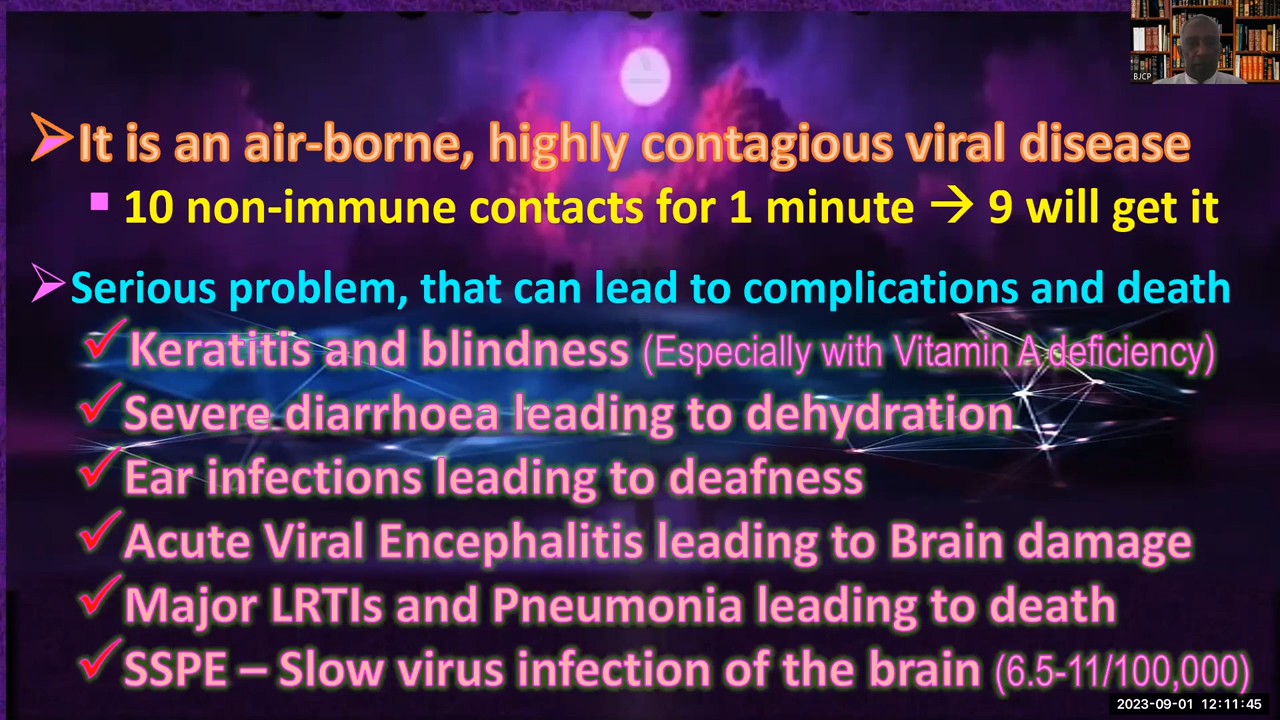 BJCP
It is an air-borne, highly contagious viral disease
10 non-immune contacts for 1 minute → 9 will get it
Serious problem, that can lead to complications and death
Keratitis and blindness (Especially with Vitamin A deficiency)
Severe diarrhoea leading to dehydration
Ear infections leading to deafness
Acute Viral Encephalitis leading to Brain damage
Major LRTIs and Pneumonia leading to death
SSPE – Slow virus infection of the brain (6.5-11/100,000)
2023-09-01 12:11:45